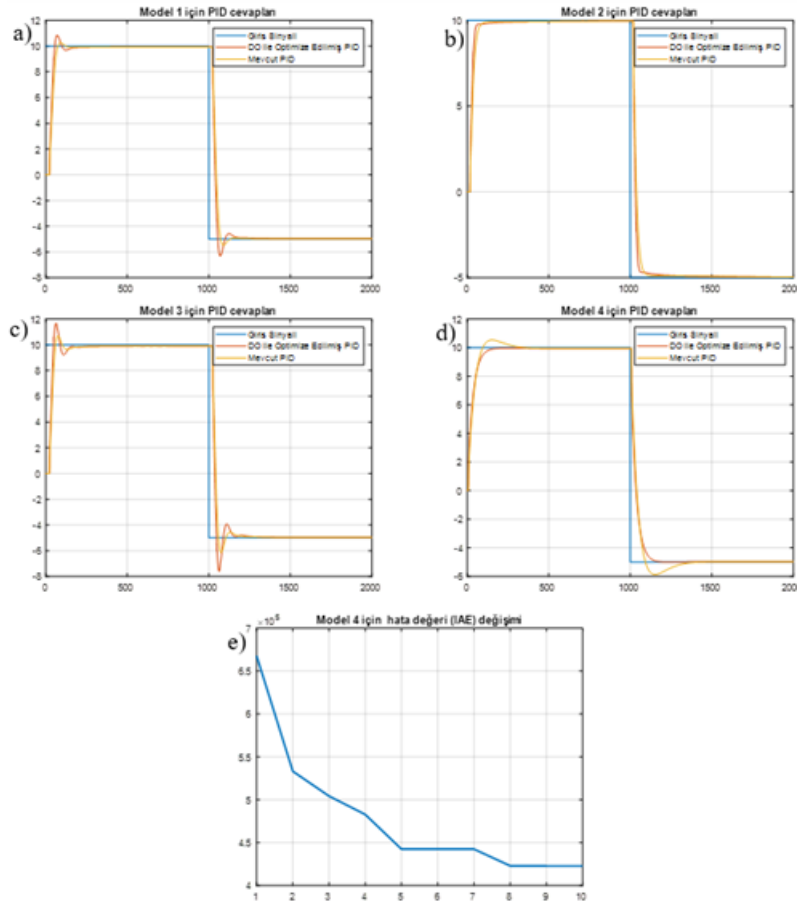 a)
Model 1 için PID cevapları
12
10
8
6
4
2
0
-2
-4
-6
-8
0 500 1000 1500 2000
Giriş Sinyali
DO ile Optimize Edilmiş PID
Mevcut PID
b)
Model 2 için PID cevapları
10
5
0
-5
0 500 1000 1500 2000
Giriş Sinyali
DO ile Optimize Edilmiş PID
Mevcut PID
c)
Model 3 için PID cevapları
12
10
8
6
4
2
0
-2
-4
-6
-8
0 500 1000 1500 2000
Giriş Sinyali
DO ile Optimize Edilmiş PID
Mevcut PID
d)
Model 4 için PID cevapları
12
10
8
6
4
2
0
-2
-4
-6
0 500 1000 1500 2000
Giriş Sinyali
DO ile Optimize Edilmiş PID
Mevcut PID
e)
Model 4 için hata değeri (IAE) değişimi
×10⁵
7
6.5
6
5.5
5
4.5
4
1 2 3 4 5 6 7 8 9 10